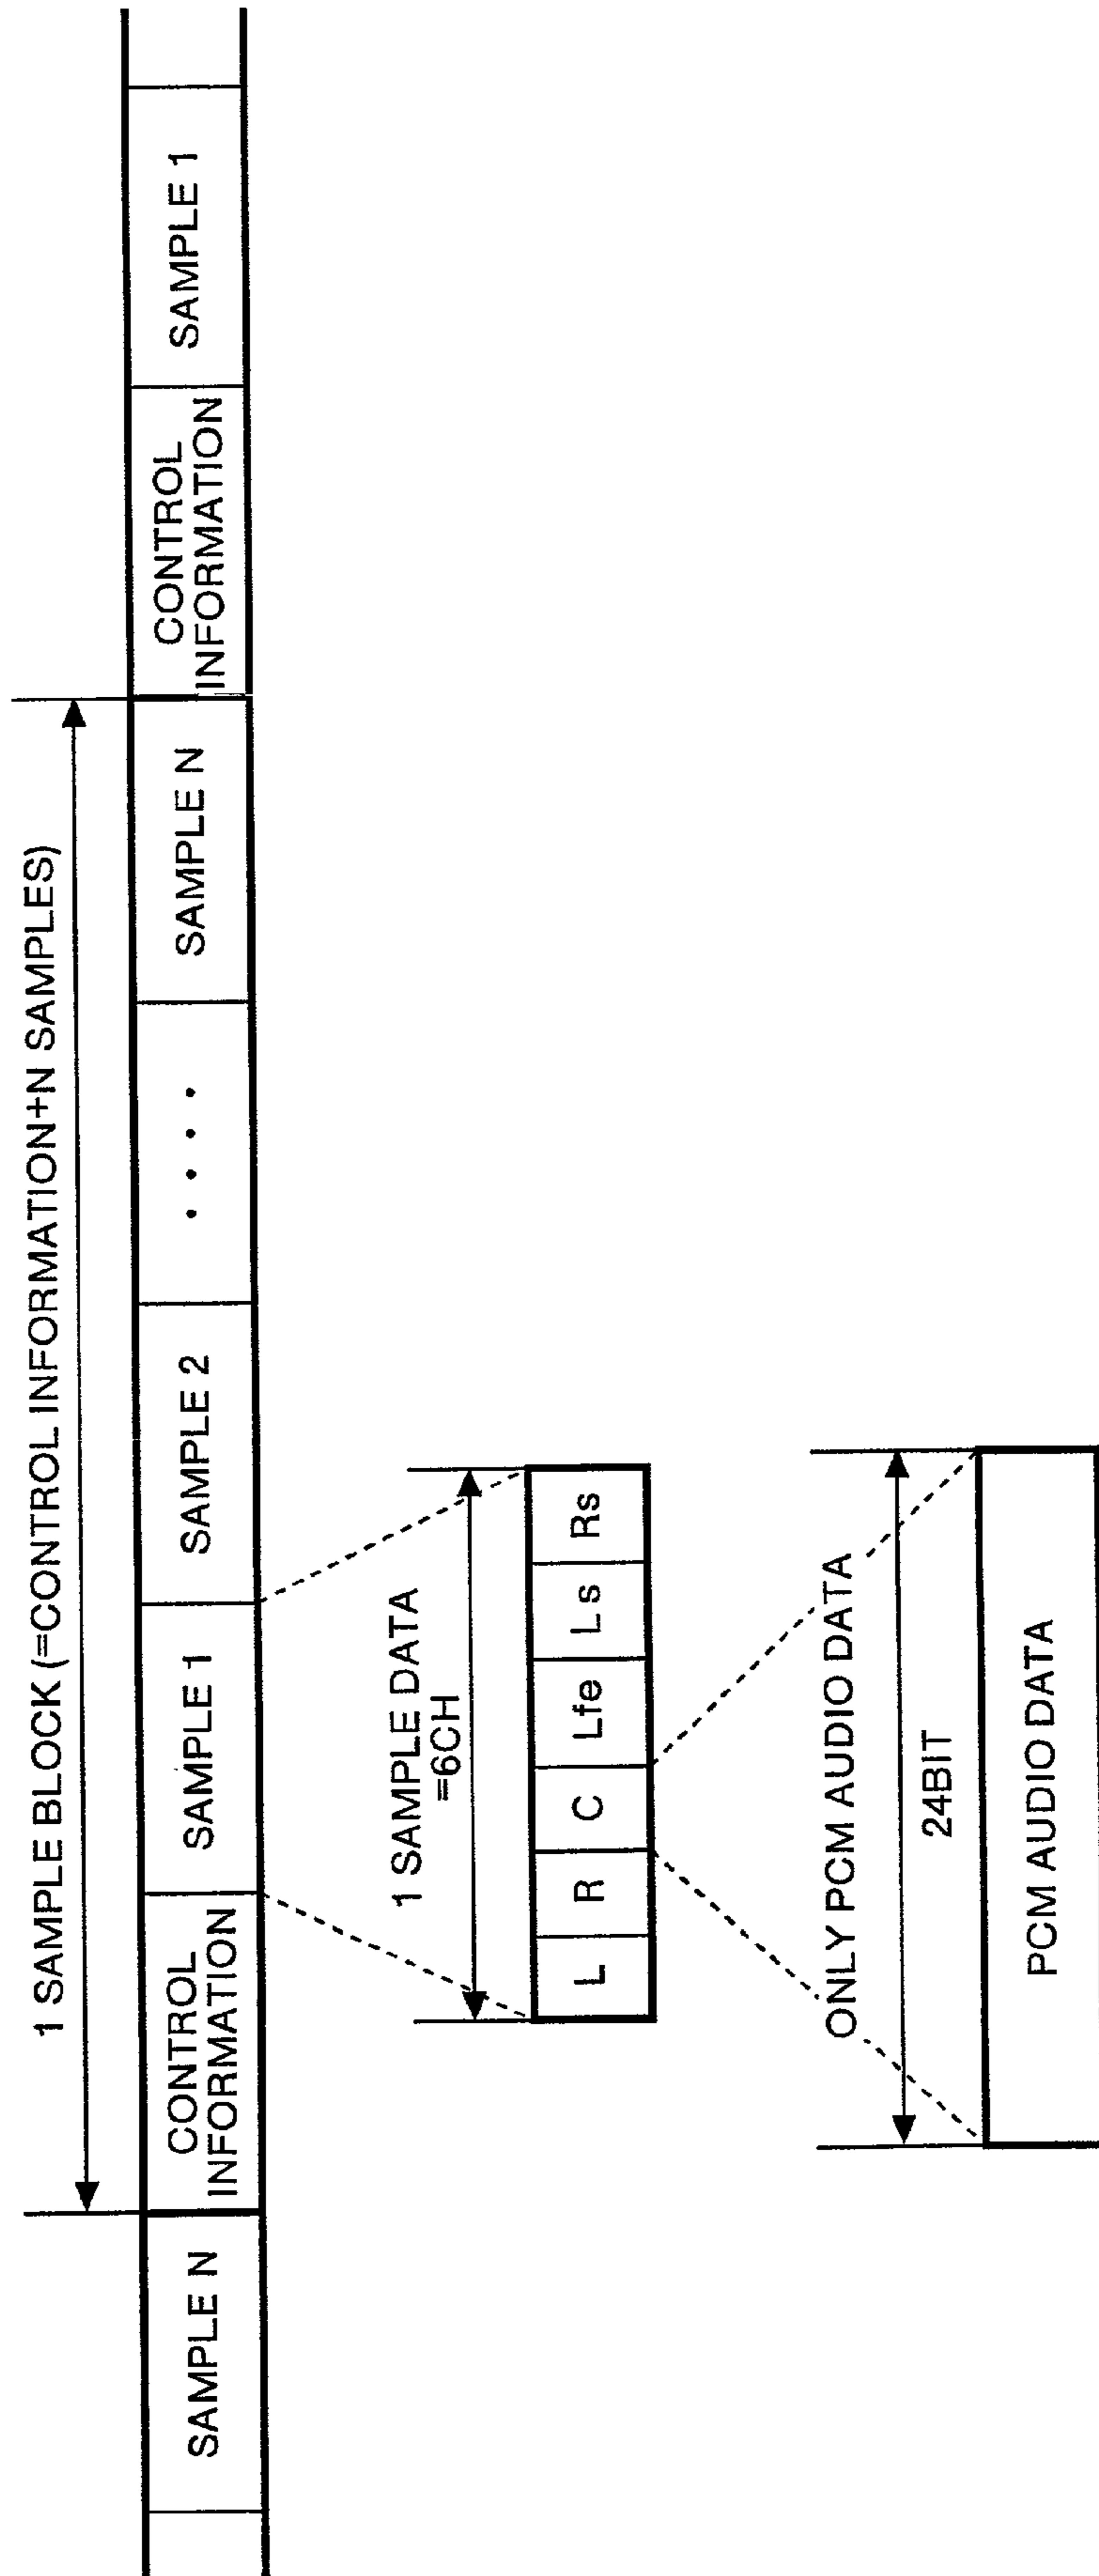 1 SAMPLE BLOCK (=CONTROL INFORMATION+N SAMPLES)
SAMPLE N
CONTROL
INFORMATION
SAMPLE 1
SAMPLE 2
. . . .
SAMPLE N
CONTROL
INFORMATION
SAMPLE 1
1 SAMPLE DATA
=6CH
L
R
C
Lfe
Ls
Rs
ONLY PCM AUDIO DATA
24BIT
PCM AUDIO DATA